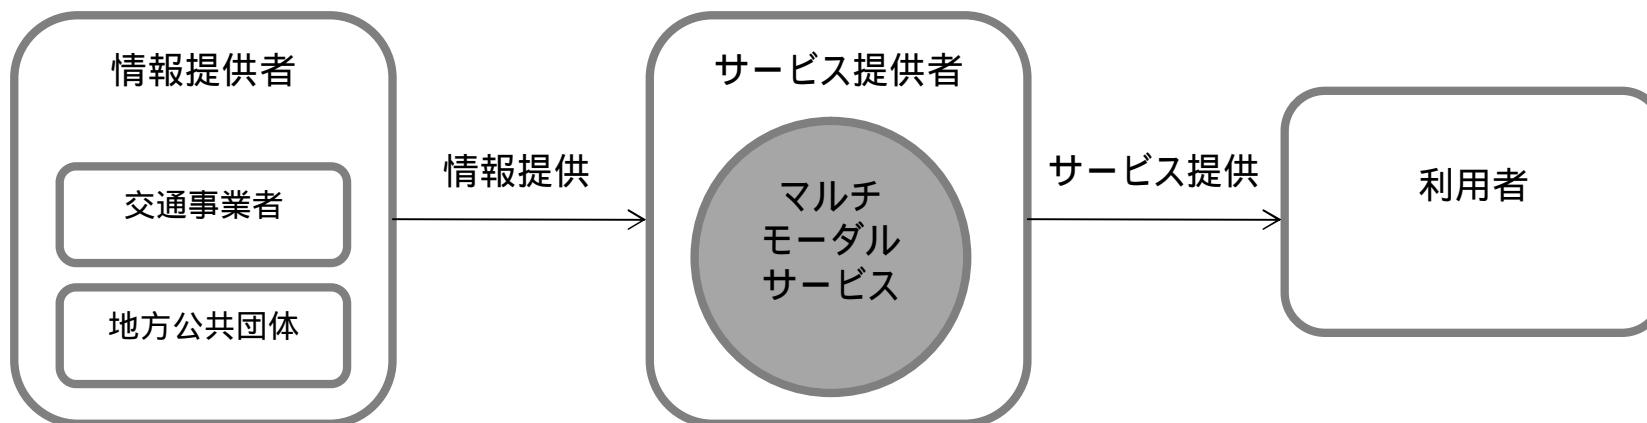 情報提供者
交通事業者
地方公共団体
情報提供
サービス提供者
マルチ
モーダル
サービス
サービス提供
利用者